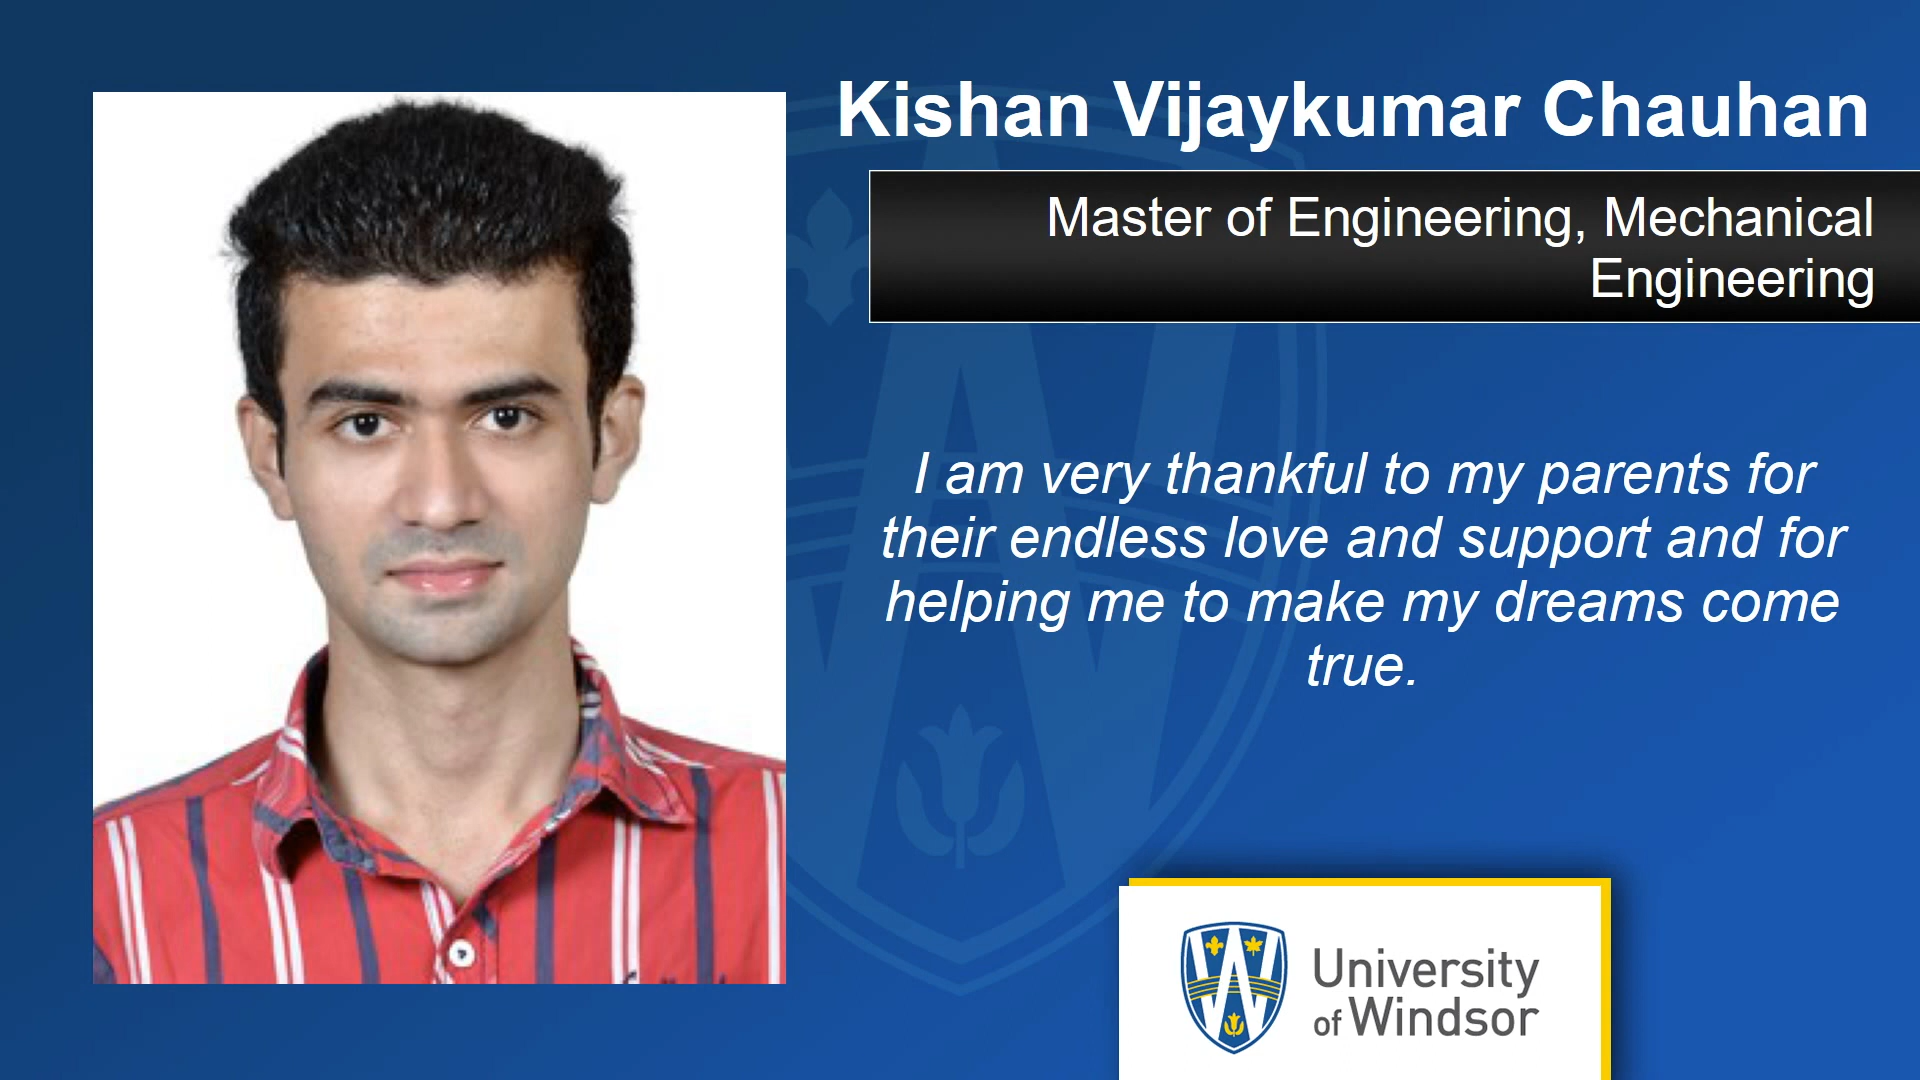 Kishan Vijaykumar Chauhan
Master of Engineering, Mechanical
Engineering
I am very thankful to my parents for
their endless love and support and for
helping me to make my dreams come
true.
University
of Windsor